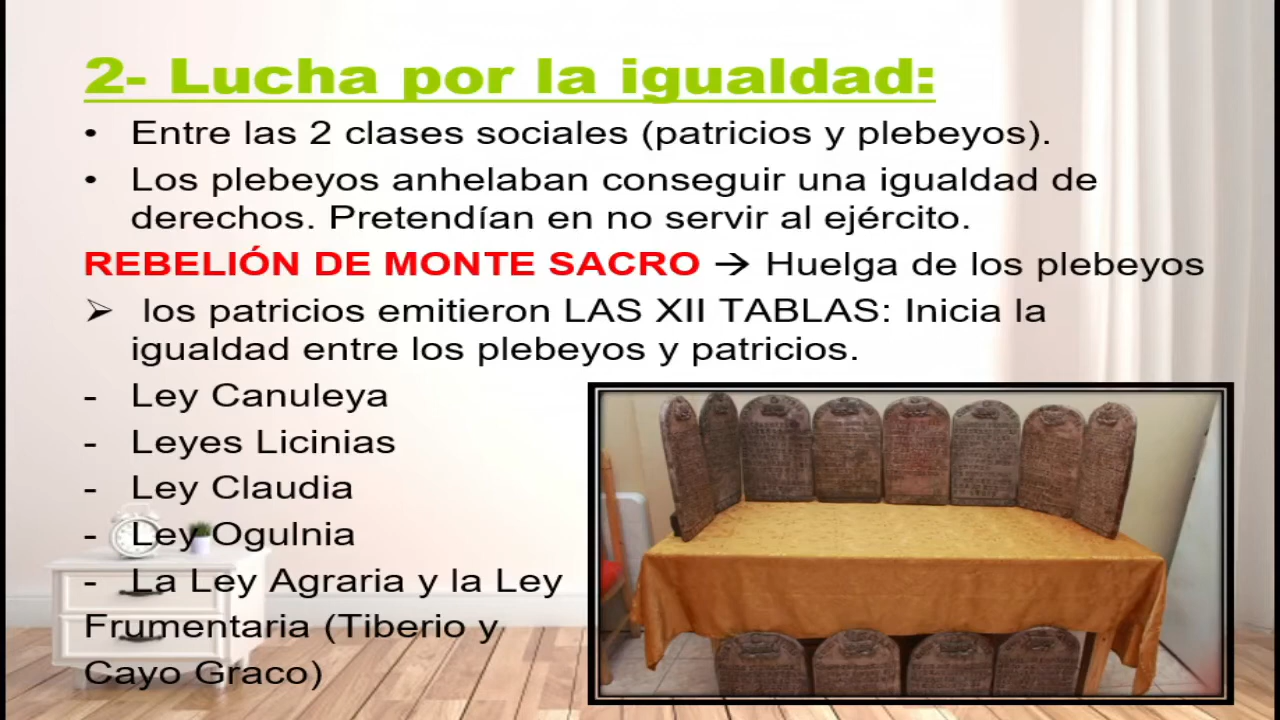 2- Lucha por la igualdad:
• Entre las 2 clases sociales (patricios y plebeyos).
• Los plebeyos anhelaban conseguir una igualdad de
derechos. Pretendían en no servir al ejército.
REBELIÓN DE MONTE SACRO → Huelga de los plebeyos
➢ los patricios emitieron LAS XII TABLAS: Inicia la
igualdad entre los plebeyos y patricios.
- Ley Canuleya
- Leyes Licinias
- Ley Claudia
- Ley Ogulnia
- La Ley Agraria y la Ley
Frumentaria (Tiberio y
Cayo Graco)